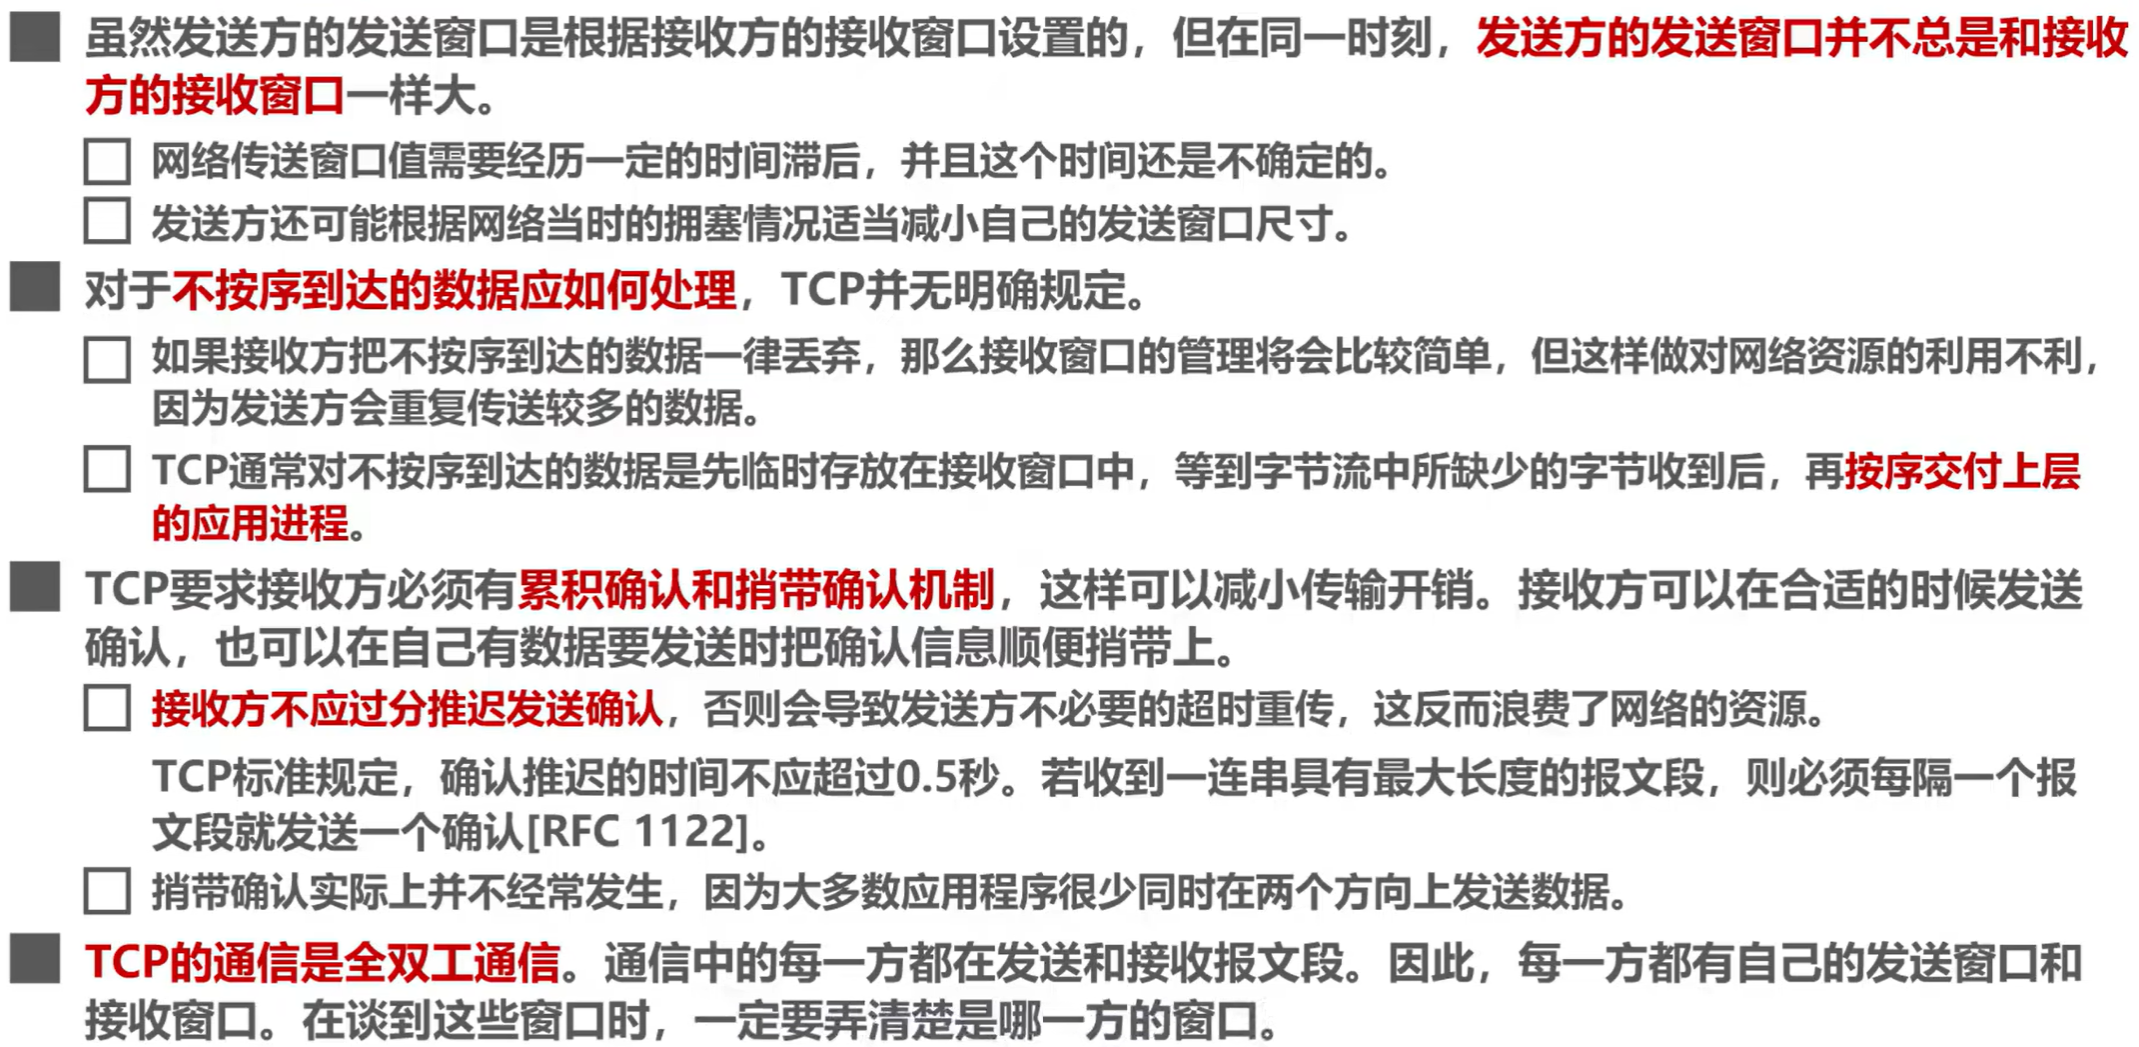 虽然发送方的发送窗口是根据接收方的接收窗口设置的，但在同一时刻，发送方的发送窗口并不总是和接收
方的接收窗口一样大。
网络传送窗口值需要经历一定的时间滞后，并且这个时间还是不确定的。
发送方还可能根据网络当时的拥塞情况适当减小自己的发送窗口尺寸。
对于不按序到达的数据应如何处理，TCP并无明确规定。
如果接收方把不按序到达的数据一律丢弃，那么接收窗口的管理将会比较简单，但这样做对网络资源的利用不利，
因为发送方会重复传送较多的数据。
TCP通常对不按序到达的数据是先临时存放在接收窗口中，等到字节流中所缺少的字节收到后，再按序交付上层
的应用进程。
TCP要求接收方必须有累积确认和捎带确认机制，这样可以减小传输开销。接收方可以在合适的时候发送
确认，也可以在自己有数据要发送时把确认信息顺便捎带上。
接收方不应过分推迟发送确认，否则会导致发送方不必要的超时重传，这反而浪费了网络的资源。
TCP标准规定，确认推迟的时间不应超过0.5秒。若收到一连串具有最大长度的报文段，则必须每隔一个报
文段就发送一个确认[RFC 1122]。
捎带确认实际上并不经常发生，因为大多数应用程序很少同时在两个方向上发送数据。
TCP的通信是全双工通信。通信中的每一方都在发送和接收报文段。因此，每一方都有自己的发送窗口和
接收窗口。在谈到这些窗口时，一定要弄清楚是哪一方的窗口。